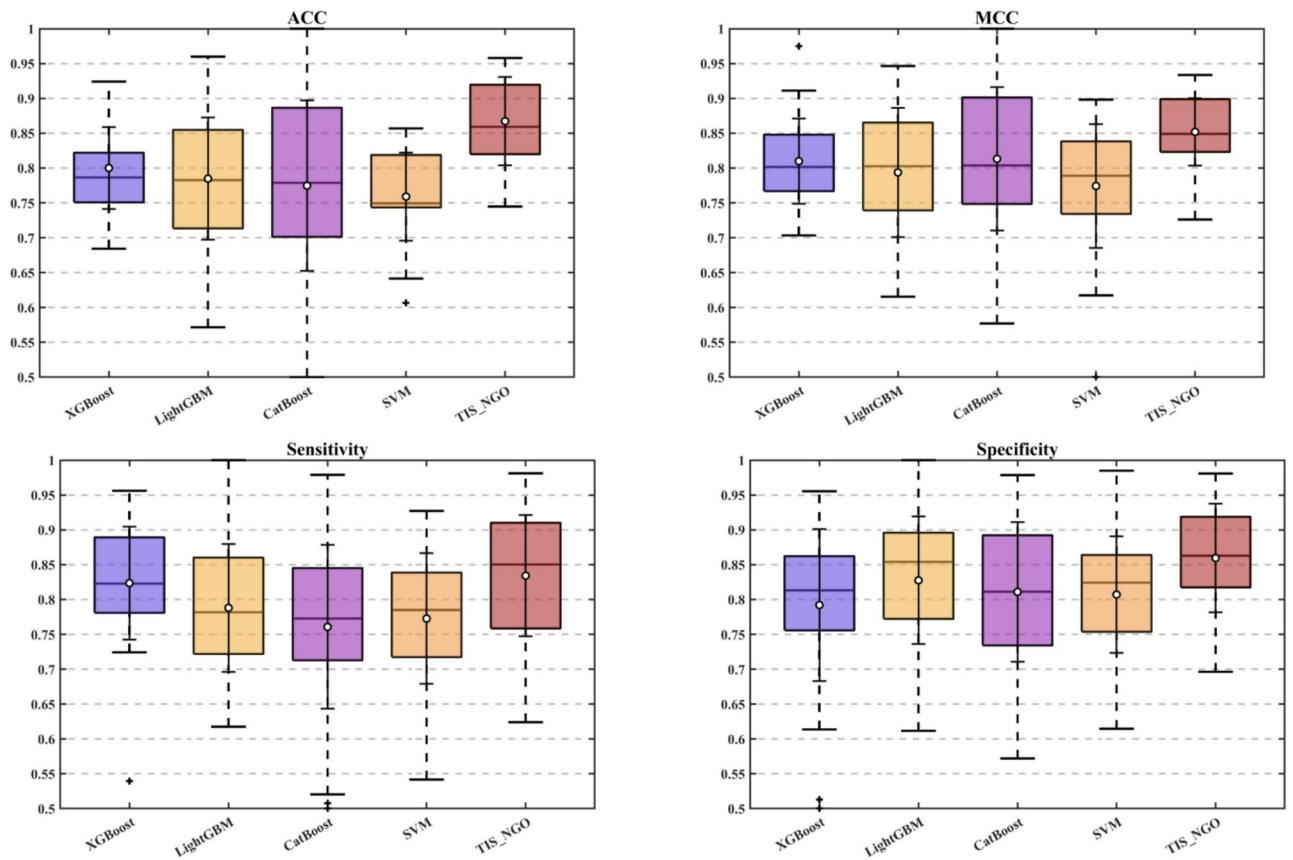 ACC
1
0.95
0.9
0.85
0.8
0.75
0.7
0.65
0.6
0.55
0.5
XGBoost
LightGBM
CatBoost
SVM
TIS_NGO
MCC
1
0.95
0.9
0.85
0.8
0.75
0.7
0.65
0.6
0.55
0.5
XGBoost
LightGBM
CatBoost
SVM
TIS_NGO
Sensitivity
1
0.95
0.9
0.85
0.8
0.75
0.7
0.65
0.6
0.55
0.5
XGBoost
LightGBM
CatBoost
SVM
TIS_NGO
Specificity
1
0.95
0.9
0.85
0.8
0.75
0.7
0.65
0.6
0.55
0.5
XGBoost
LightGBM
CatBoost
SVM
TIS_NGO